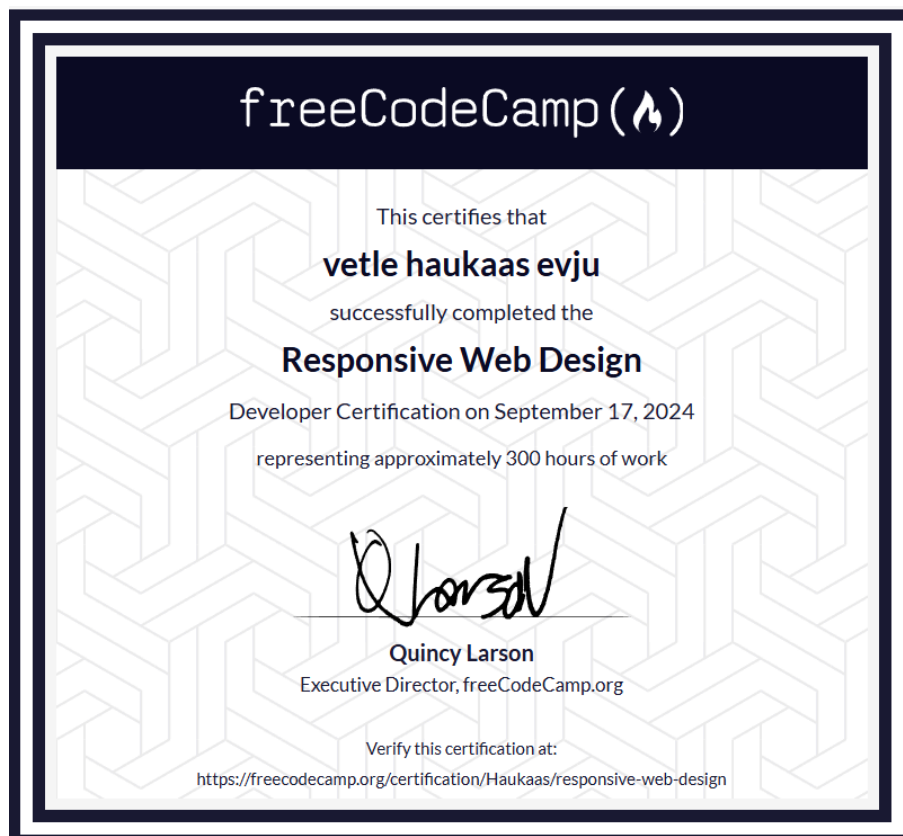 freeCodeCamp(🔥)
This certifies that
vetle haukaas evju
successfully completed the
Responsive Web Design
Developer Certification on September 17, 2024
representing approximately 300 hours of work
Q Larson
Quincy Larson
Executive Director, freeCodeCamp.org
Verify this certification at:
https://freecodecamp.org/certification/Haukaas/responsive-web-design